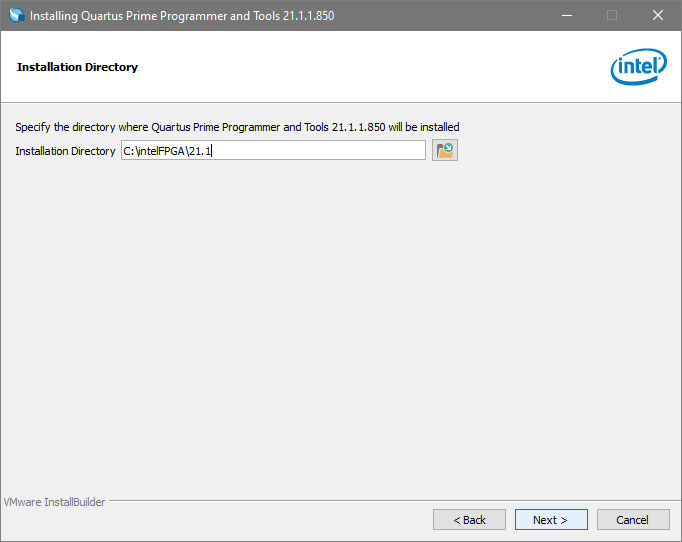 Installing Quartus Prime Programmer and Tools 21.1.1.850
Installation Directory
intel
Specify the directory where Quartus Prime Programmer and Tools 21.1.1.850 will be installed
Installation Directory C:\intelFPGA\21.1
VMware InstallBuilder
< Back Next > Cancel